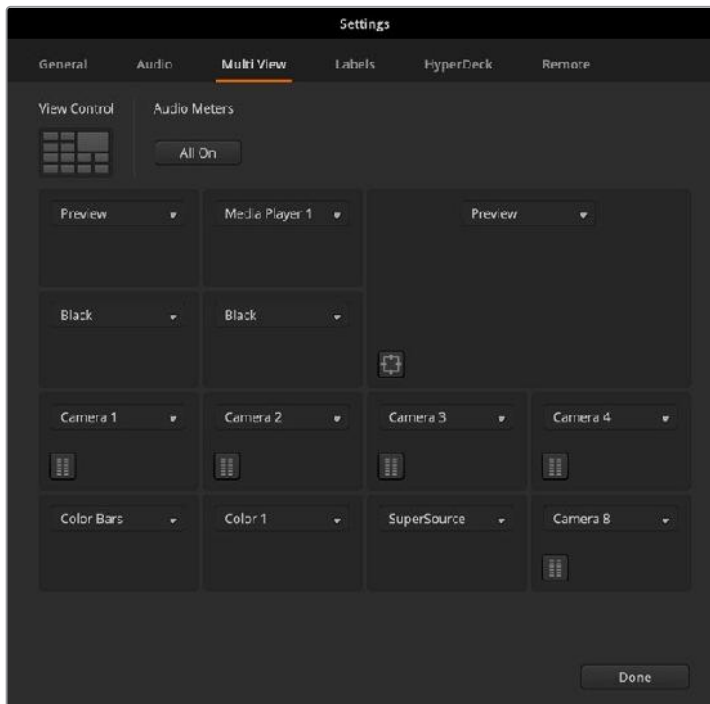 Settings
General Audio Multi View Labels HyperDeck Remote
View Control Audio Meters
All On
Preview Media Player 1 Preview
Black Black
Camera 1 Camera 2 Camera 3 Camera 4
Color Bars Color 1 SuperSource Camera 8
Done